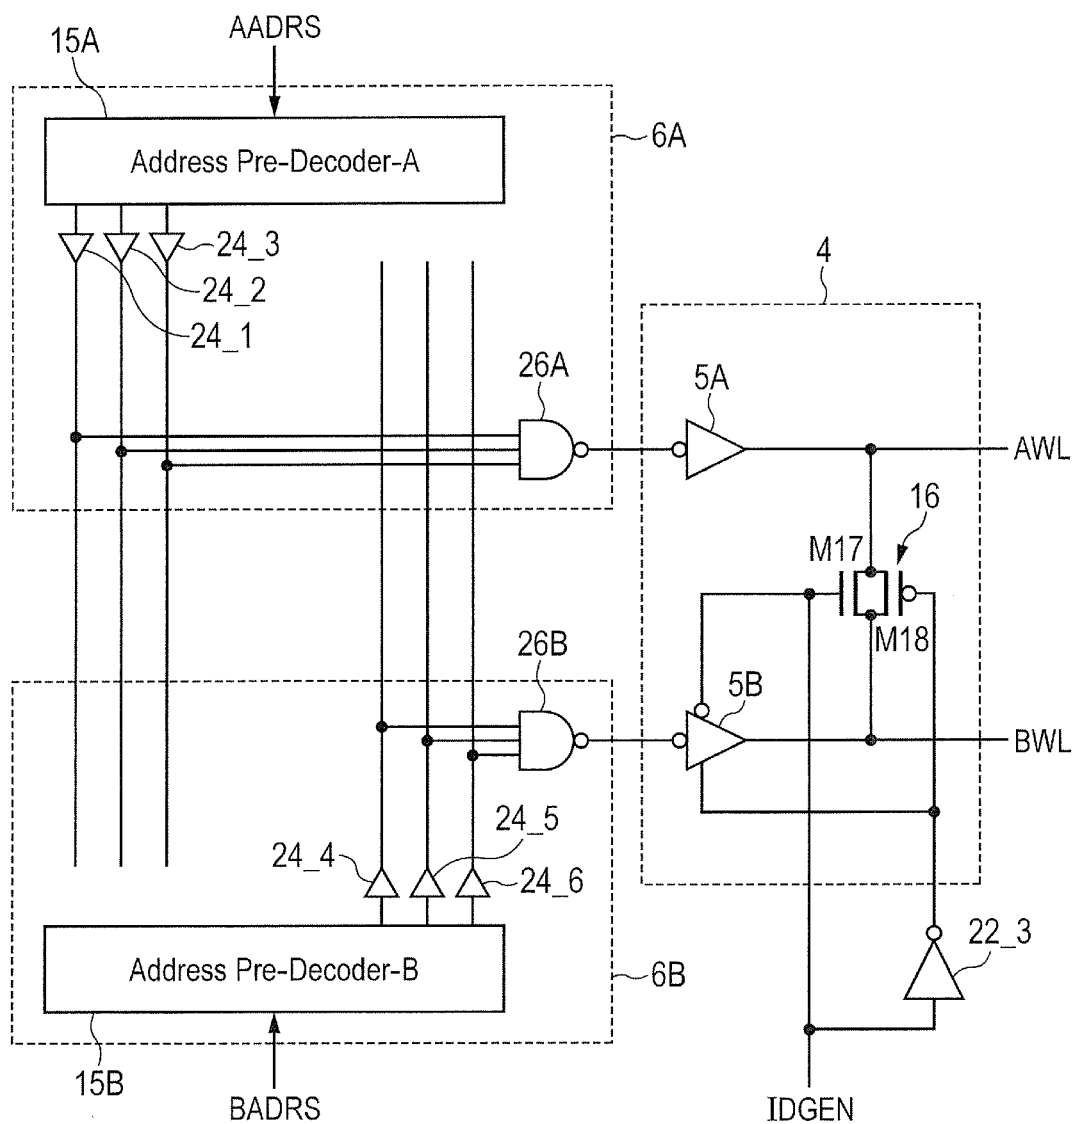 AADRS
15A
6A
Address Pre-Decoder-A
24_3
24_2
24_1
4
26A
5A
AWL
16
M17
M18
26B
5B
BWL
24_5
24_4
24_6
22_3
Address Pre-Decoder-B
6B
15B
BADRS
IDGEN